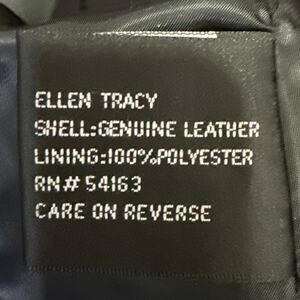 ELLEN TRACY
SHELL:GENUINE LEATHER
LINING:100%POLYESTER
RN# 54163
CARE ON REVERSE